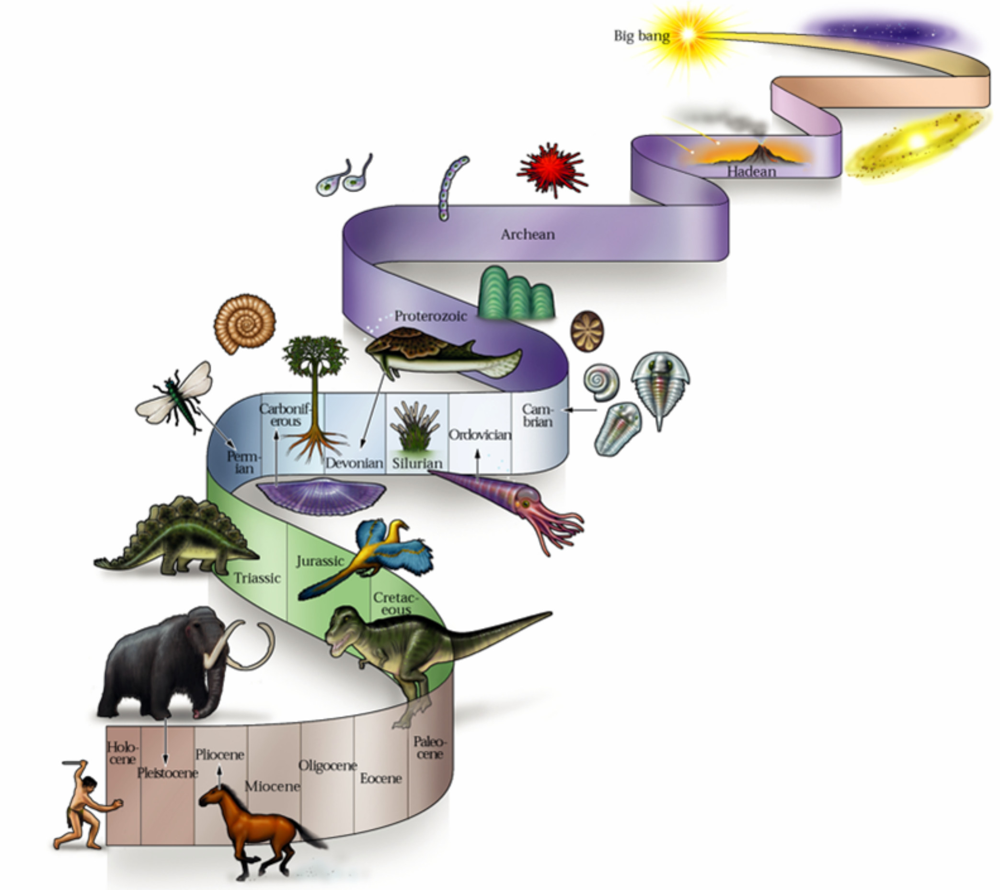 Big bang
Hadean
Archean
Proterozoic
Cam-
brian
Ordovician
Silurian
Devonian
Carbonif-
erous
Perm-
ian
Triassic
Jurassic
Cretac-
eous
Paleo-
cene
Eocene
Oligocene
Miocene
Pliocene
Pleistocene
Holo-
cene